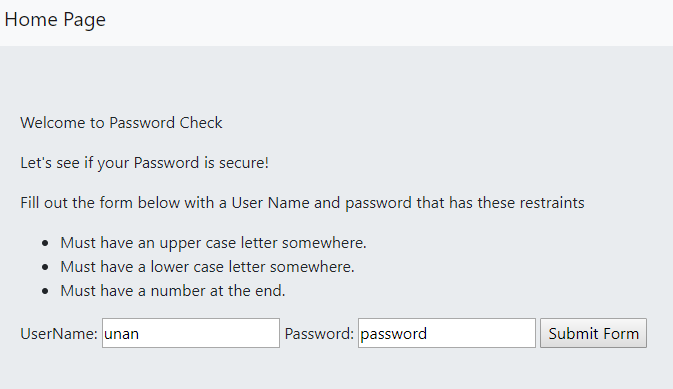 Home Page
Welcome to Password Check
Let's see if your Password is secure!
Fill out the form below with a User Name and password that has these restraints
• Must have an upper case letter somewhere.
• Must have a lower case letter somewhere.
• Must have a number at the end.
UserName: unan Password: password Submit Form